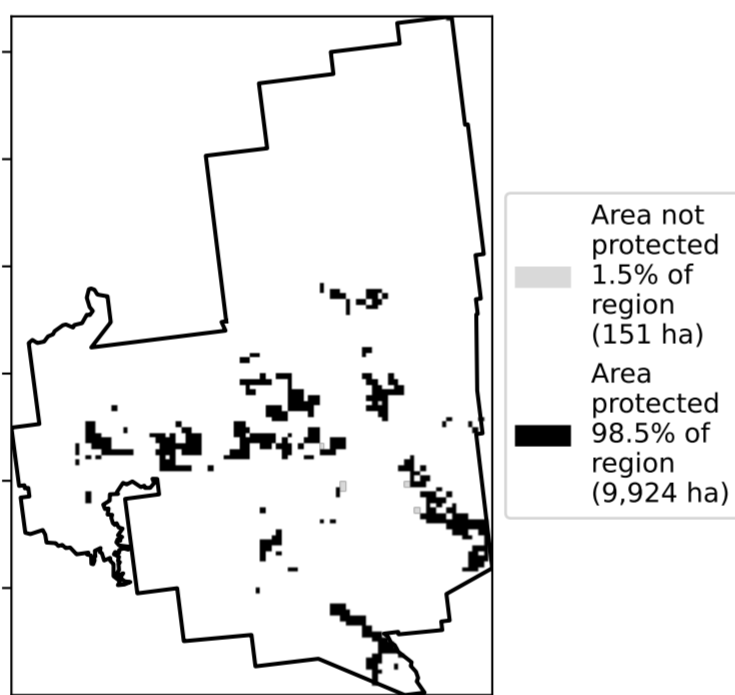 Area not
protected
1.5% of
region
(151 ha)
Area
protected
98.5% of
region
(9,924 ha)